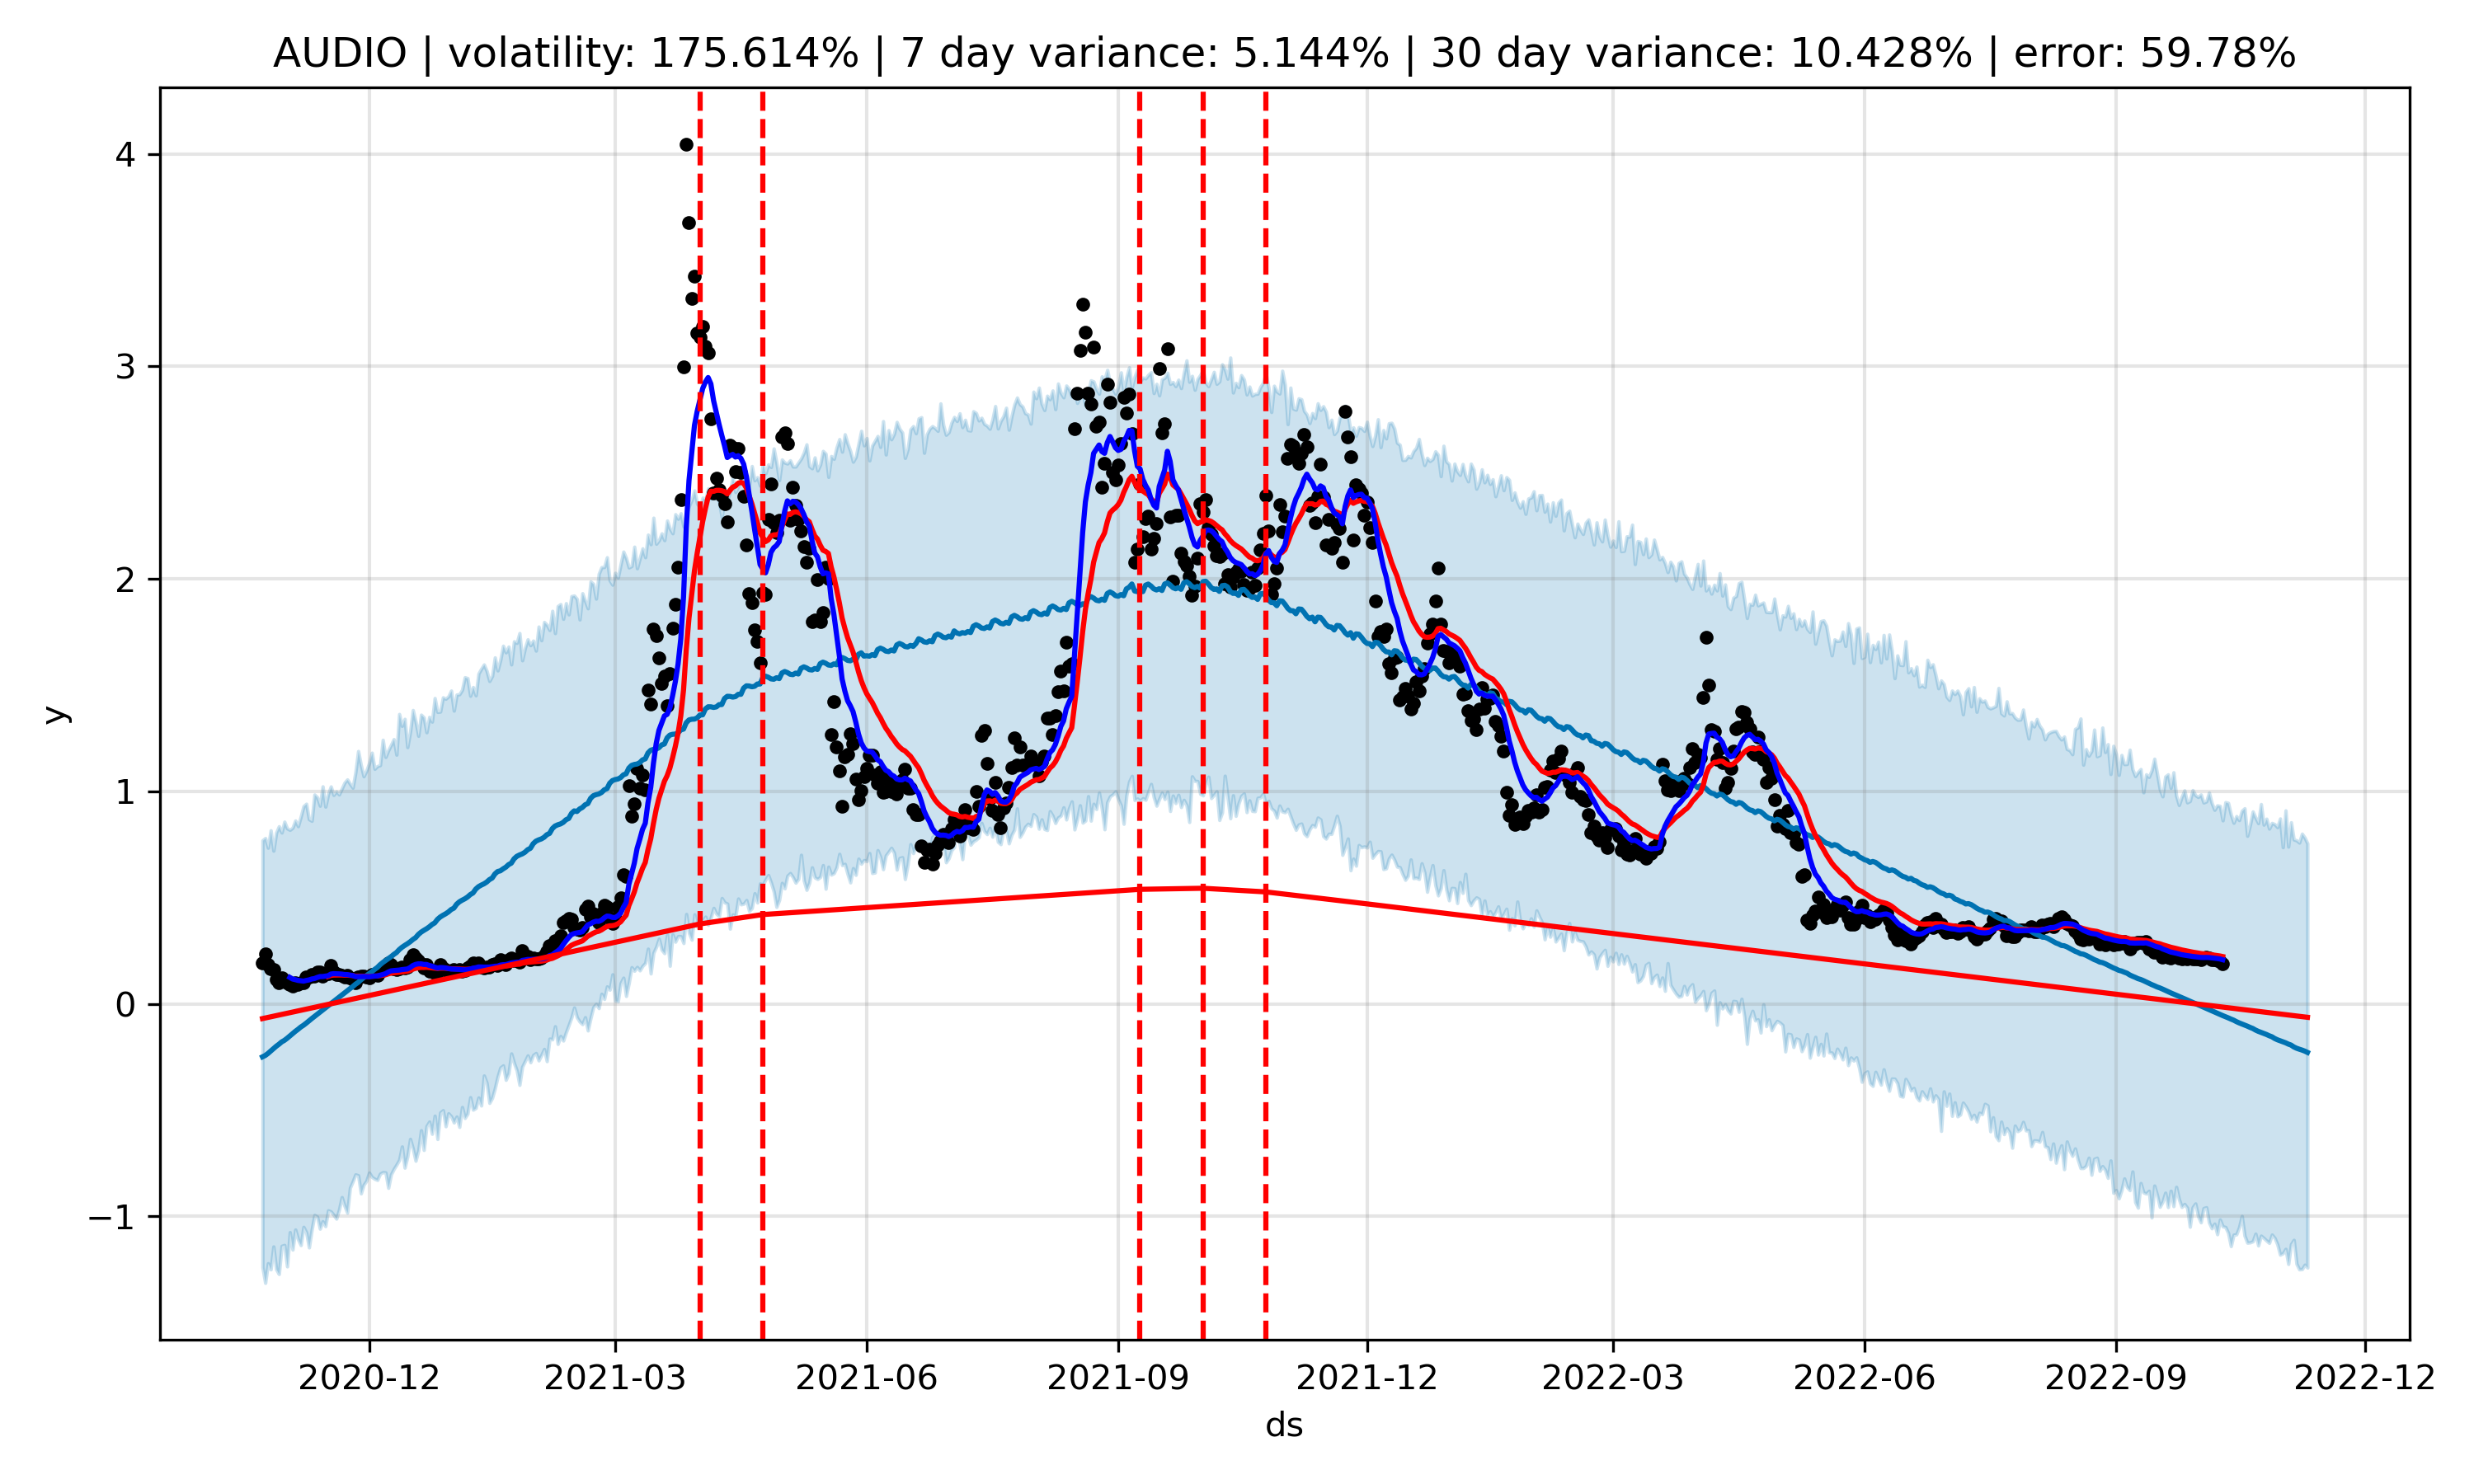 AUDIO | volatility: 175.614% | 7 day variance: 5.144% | 30 day variance: 10.428% | error: 59.78%
4
3
2
1
0
−1
y
2020-12 2021-03 2021-06 2021-09 2021-12 2022-03 2022-06 2022-09 2022-12
ds